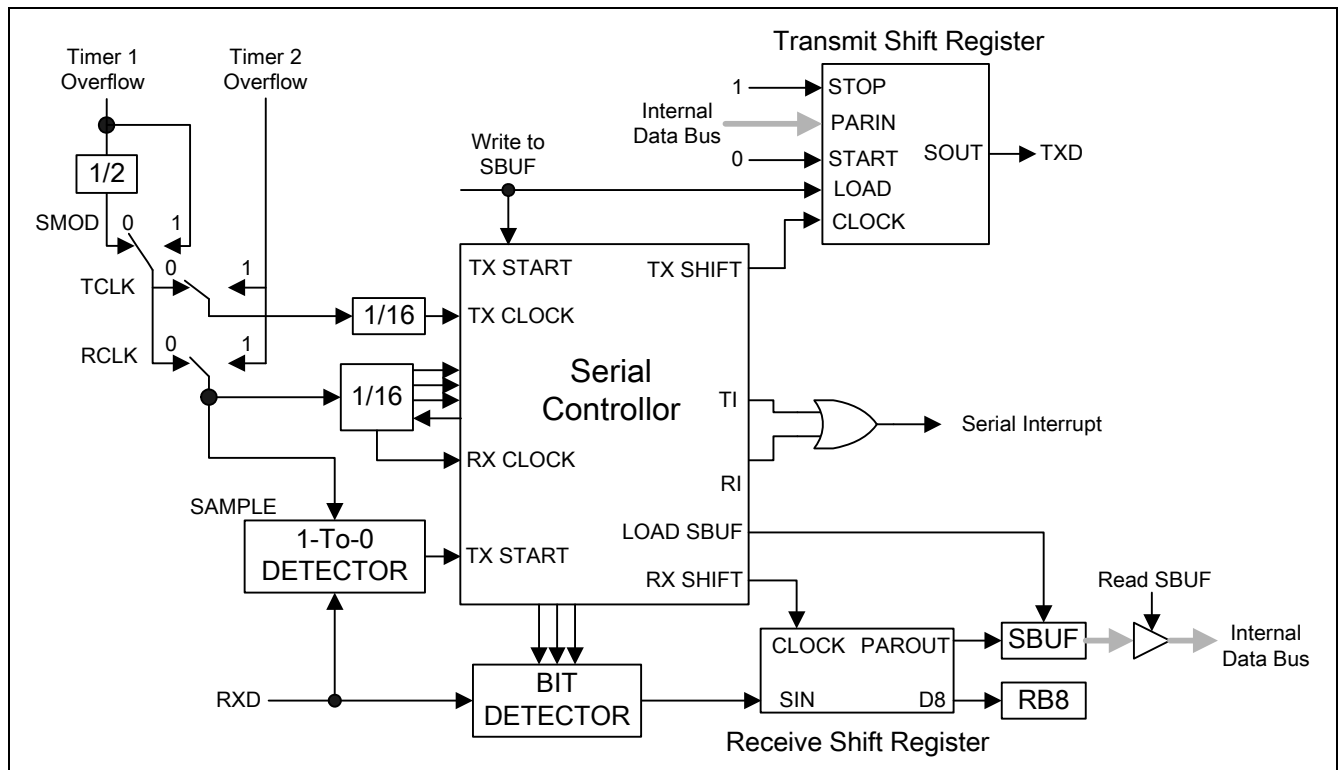 Timer 1
Overflow
Timer 2
Overflow
Transmit Shift Register
1
STOP
Internal
Data Bus
PARIN
0
START
SOUT
TXD
Write to
SBUF
LOAD
CLOCK
1/2
SMOD
0
1
TX START
TX SHIFT
TCLK
0
1
1/16
TX CLOCK
RCLK
0
1
1/16
Serial
Controllor
TI
Serial Interrupt
RX CLOCK
RI
SAMPLE
1-To-0
DETECTOR
TX START
LOAD SBUF
RX SHIFT
Read SBUF
CLOCK
PAROUT
SBUF
Internal
Data Bus
RXD
BIT
DETECTOR
SIN
D8
RB8
Receive Shift Register